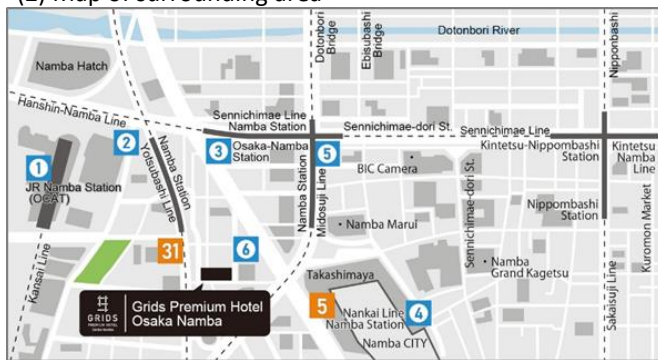 (2) Map of surrounding area
Dotonbori
Bridge
Ebisubashi
Bridge
Dotonbori River
Nipponbashi
Namba Hatch
Hanshin-Namba Line
Sennichimae Line
Namba Station
Sennichimae-dori St.
Sennichimae Line
2
3
Osaka-Namba
Station
5
Kintetsu-Nippombashi
Station
Kintetsu
Namba
Line
1
JR Namba Station
(OCAT)
Namba Station
Yotsubashi Line
BIC Camera
Namba Station
Midosuji Line
Sennichimae-dori St.
Nippombashi
Station
Kuromon Market
Namba Marui
31
6
Namba
Grand Kagetsu
Kansai Line
Takashimaya
Sakaisuji Line
GRIDS
PREMIUM HOTEL
Grids Premium Hotel
Osaka Namba
5
Nankai Line
Namba Station
4
Namba CITY